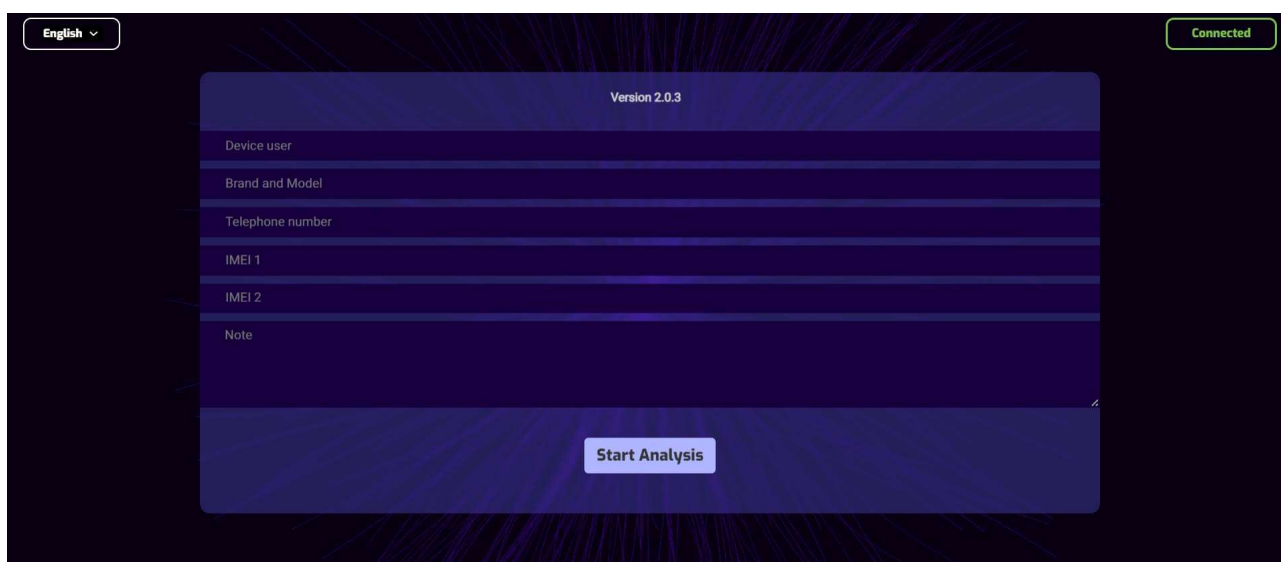 English
Connected
Version 2.0.3
Device user
Brand and Model
Telephone number
IMEI 1
IMEI 2
Note
Start Analysis